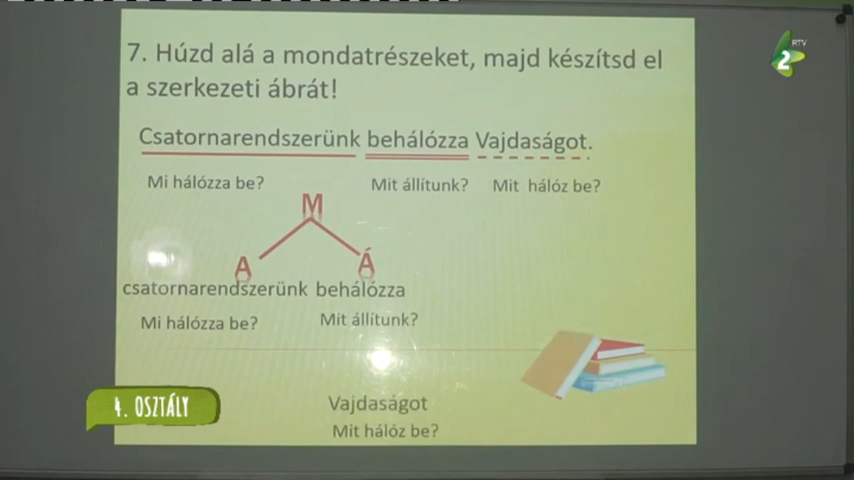 7. Húzd alá a mondatrészeket, majd készítsd el
a szerkezeti ábrát!
Csatornarendszerünk behálózza Vajdaságot.
Mi hálózza be? Mit állítunk? Mit hálóz be?
M
A Á
csatornarendszerünk behálózza
Mi hálózza be? Mit állítunk?
Vajdaságot
Mit hálóz be?
4. OSZTÁLY
RTV
2